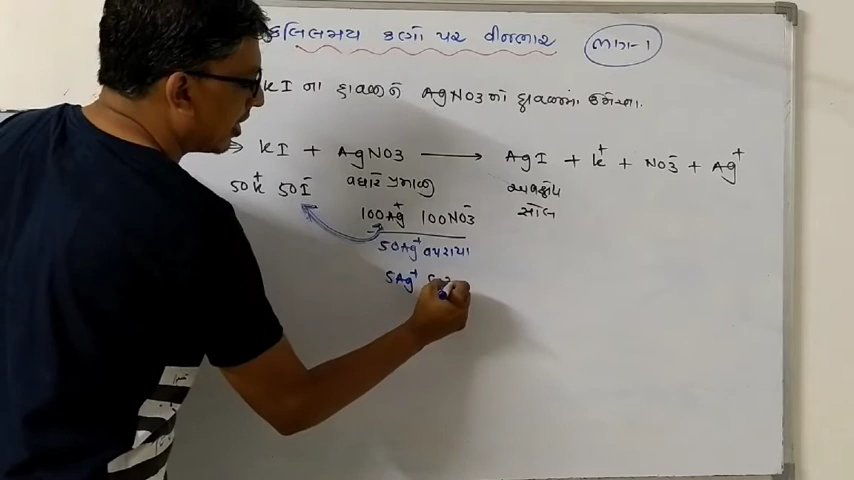 કલિલમય કણો પર વીજભાર ભાગ-1
KI ના દ્રાવણને AgNO3નાં દ્રાવણમાં ઉમેરતા.
⇒ KI + AgNO3 ⟶ AgI + K⁺ + NO3⁻ + Ag⁺
50K⁺ 50I⁻ વધારે પ્રમાણ અવક્ષેપ
100Ag⁺ 100NO3⁻ સોલ
50Ag⁺ વપરાયા
5Ag⁺